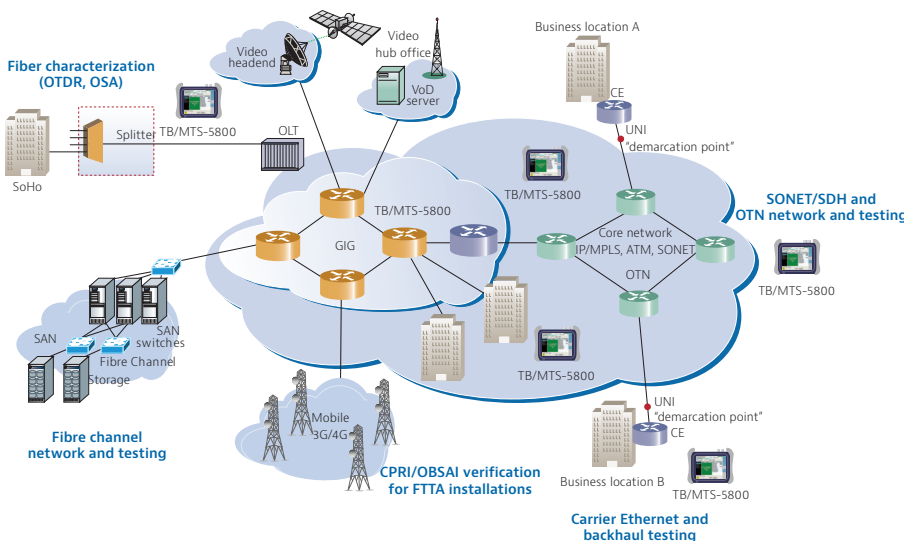 Fiber characterization
(OTDR, OSA)
SoHo
Splitter
TB/MTS-5800
OLT
Video
headend
Video
hub office
VoD
server
Business location A
CE
UNI
“demarcation point”
TB/MTS-5800
SONET/SDH and
OTN network and testing
TB/MTS-5800
TB/MTS-5800
GIG
Core network
IP/MPLS, ATM, SONET
OTN
SAN
SAN
switches
Fibre Channel
Storage
Fibre channel
network and testing
Mobile
3G/4G
CPRI/OBSAI verification
for FTTA installations
TB/MTS-5800
UNI
“demarcation point”
CE
Business location B
TB/MTS-5800
Carrier Ethernet and
backhaul testing